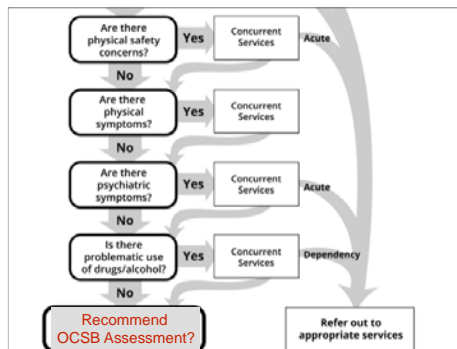 Are there
physical safety
concerns?
Yes
Concurrent
Services
Acute
No
Are there
physical
symptoms?
Yes
Concurrent
Services
No
Are there
psychiatric
symptoms?
Yes
Concurrent
Services
Acute
No
Is there
problematic use
of drugs/alcohol?
Yes
Concurrent
Services
Dependency
No
Recommend
OCSB Assessment?
Refer out to
appropriate services